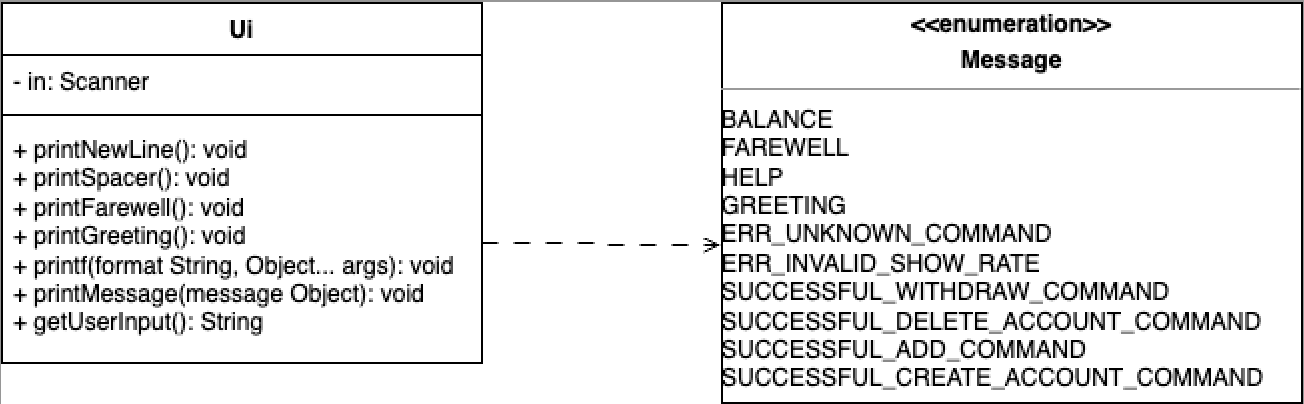 Ui
- in: Scanner
+ printNewLine(): void
+ printSpacer(): void
+ printFarewell(): void
+ printGreeting(): void
+ printf(format String, Object... args): void
+ printMessage(message Object): void
+ getUserInput(): String
<<enumeration>>
Message
BALANCE
FAREWELL
HELP
GREETING
ERR_UNKNOWN_COMMAND
ERR_INVALID_SHOW_RATE
SUCCESSFUL_WITHDRAW_COMMAND
SUCCESSFUL_DELETE_ACCOUNT_COMMAND
SUCCESSFUL_ADD_COMMAND
SUCCESSFUL_CREATE_ACCOUNT_COMMAND